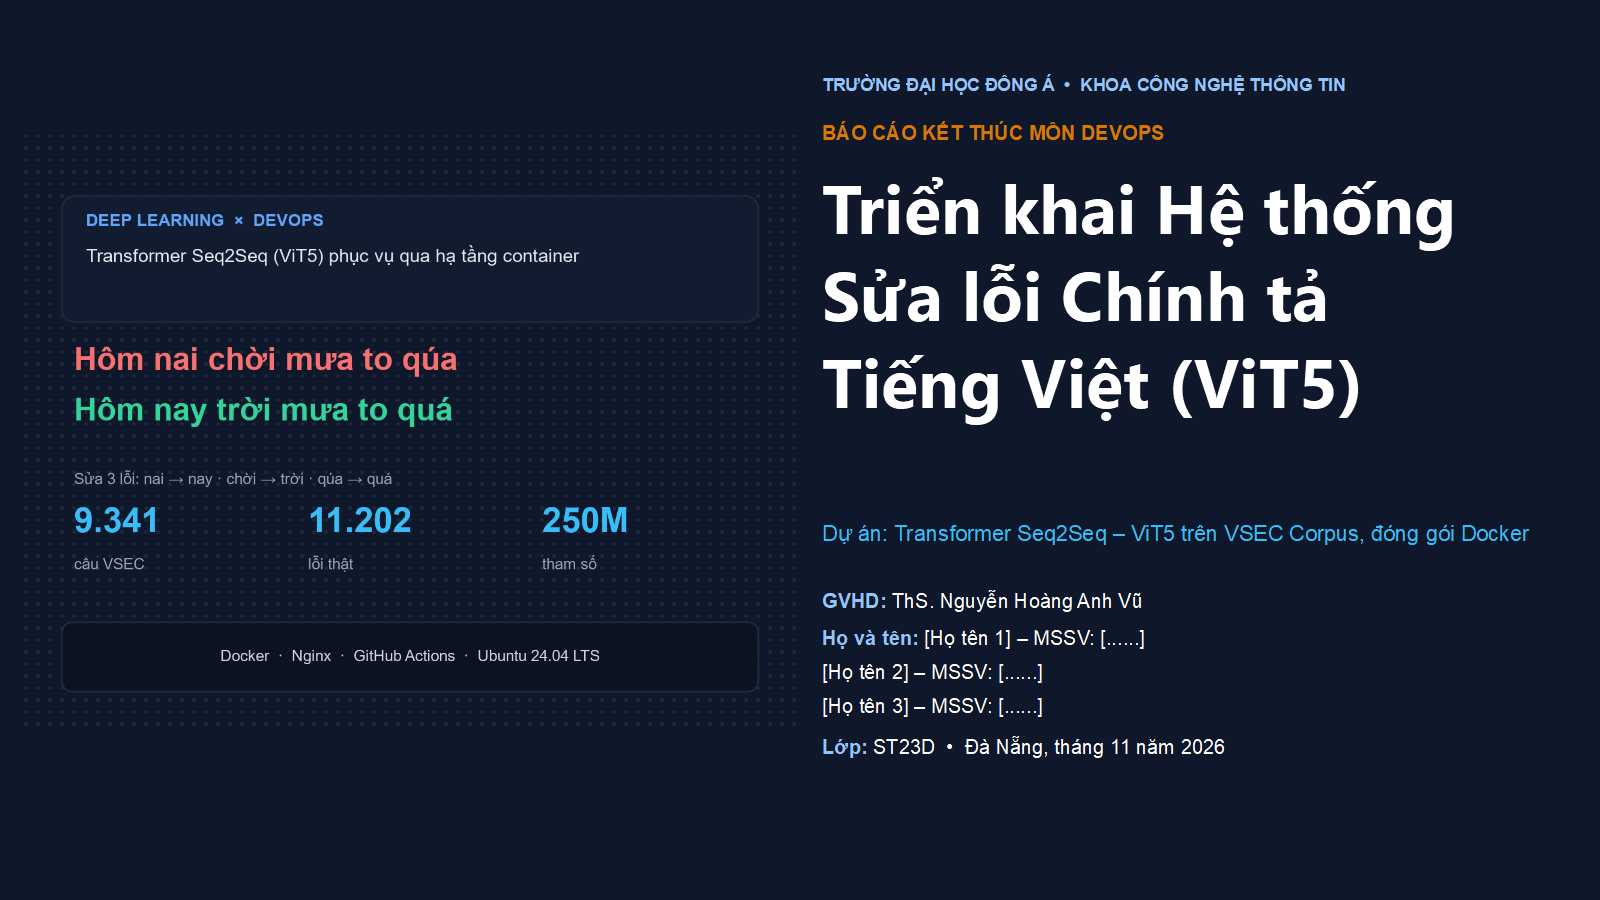 DEEP LEARNING × DEVOPS
Transformer Seq2Seq (ViT5) phục vụ qua hạ tầng container
Hôm nai chời mưa to qúa
Hôm nay trời mưa to quá
Sửa 3 lỗi: nai → nay · chời → trời · qúa → quá
9.341 11.202 250M
câu VSEC lỗi thật tham số
Docker · Nginx · GitHub Actions · Ubuntu 24.04 LTS
TRƯỜNG ĐẠI HỌC ĐÔNG Á • KHOA CÔNG NGHỆ THÔNG TIN
BÁO CÁO KẾT THÚC MÔN DEVOPS
Triển khai Hệ thống
Sửa lỗi Chính tả
Tiếng Việt (ViT5)
Dự án: Transformer Seq2Seq – ViT5 trên VSEC Corpus, đóng gói Docker
GVHD: ThS. Nguyễn Hoàng Anh Vũ
Họ và tên: [Họ tên 1] – MSSV: [......]
[Họ tên 2] – MSSV: [......]
[Họ tên 3] – MSSV: [......]
Lớp: ST23D • Đà Nẵng, tháng 11 năm 2026